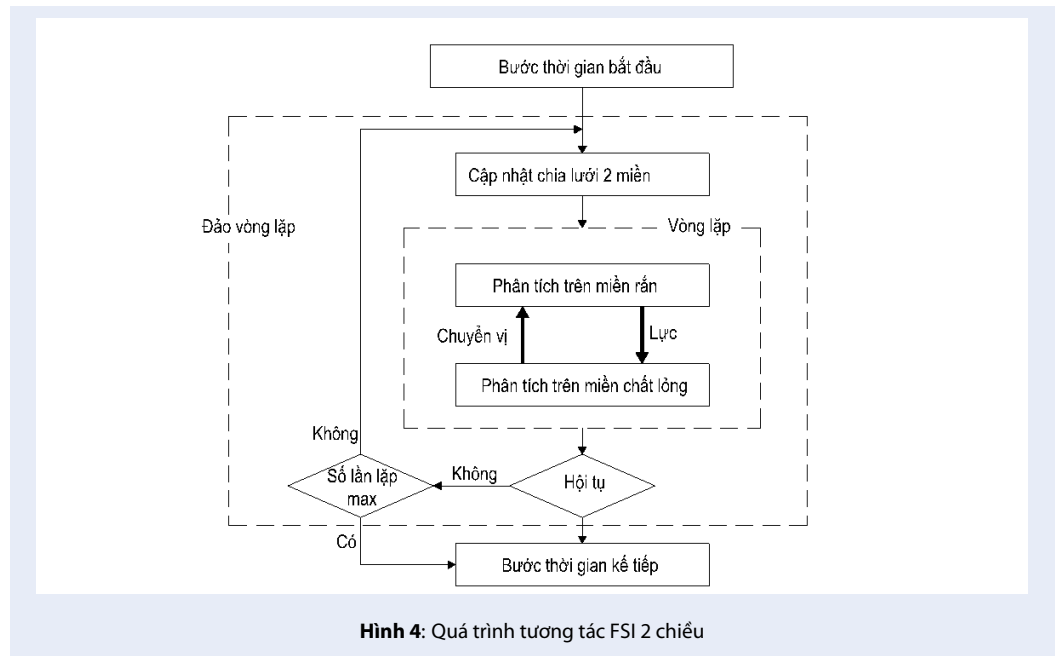 Bước thời gian bắt đầu
Cập nhật chia lưới 2 miền
Đảo vòng lặp
Vòng lặp
Phân tích trên miền rắn
Chuyển vị
Lực
Phân tích trên miền chất lỏng
Không
Số lần lặp
max
Không
Hội tụ
Có
Bước thời gian kế tiếp
Hình 4: Quá trình tương tác FSI 2 chiều